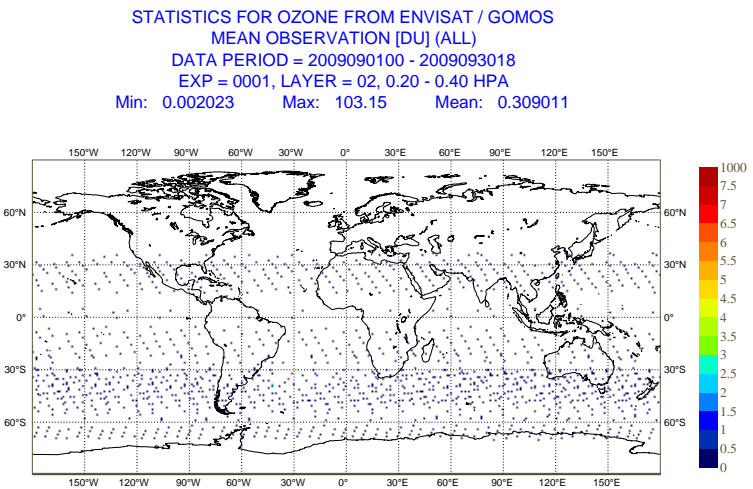 STATISTICS FOR OZONE FROM ENVISAT / GOMOS
MEAN OBSERVATION [DU] (ALL)
DATA PERIOD = 2009090100 - 2009093018
EXP = 0001, LAYER = 02, 0.20 - 0.40 HPA
Min: 0.002023 Max: 103.15 Mean: 0.309011
150°W 120°W 90°W 60°W 30°W 0° 30°E 60°E 90°E 120°E 150°E
60°N 60°N
30°N 30°N
0° 0°
30°S 30°S
60°S 60°S
150°W 120°W 90°W 60°W 30°W 0° 30°E 60°E 90°E 120°E 150°E
1000
7.5
7
6.5
6
5.5
5
4.5
4
3.5
3
2.5
2
1.5
1
0.5
0